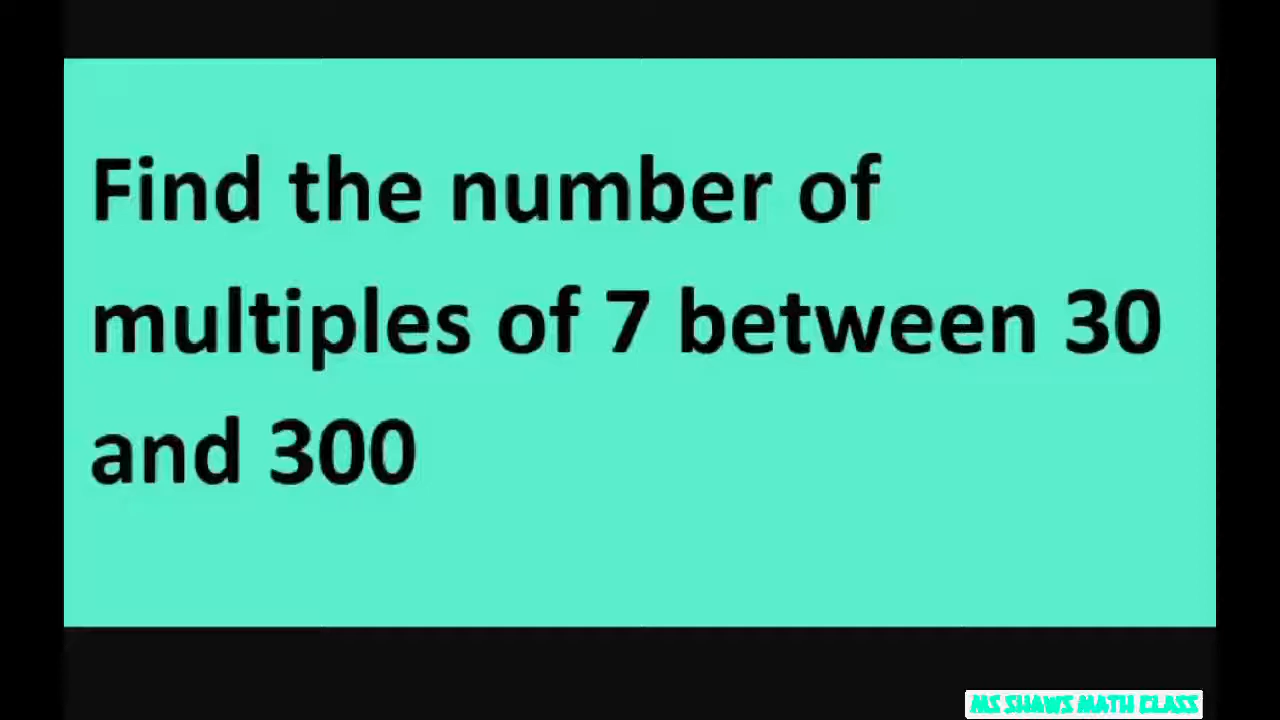 Find the number of
multiples of 7 between 30
and 300
MS SHAWS MATH CLASS